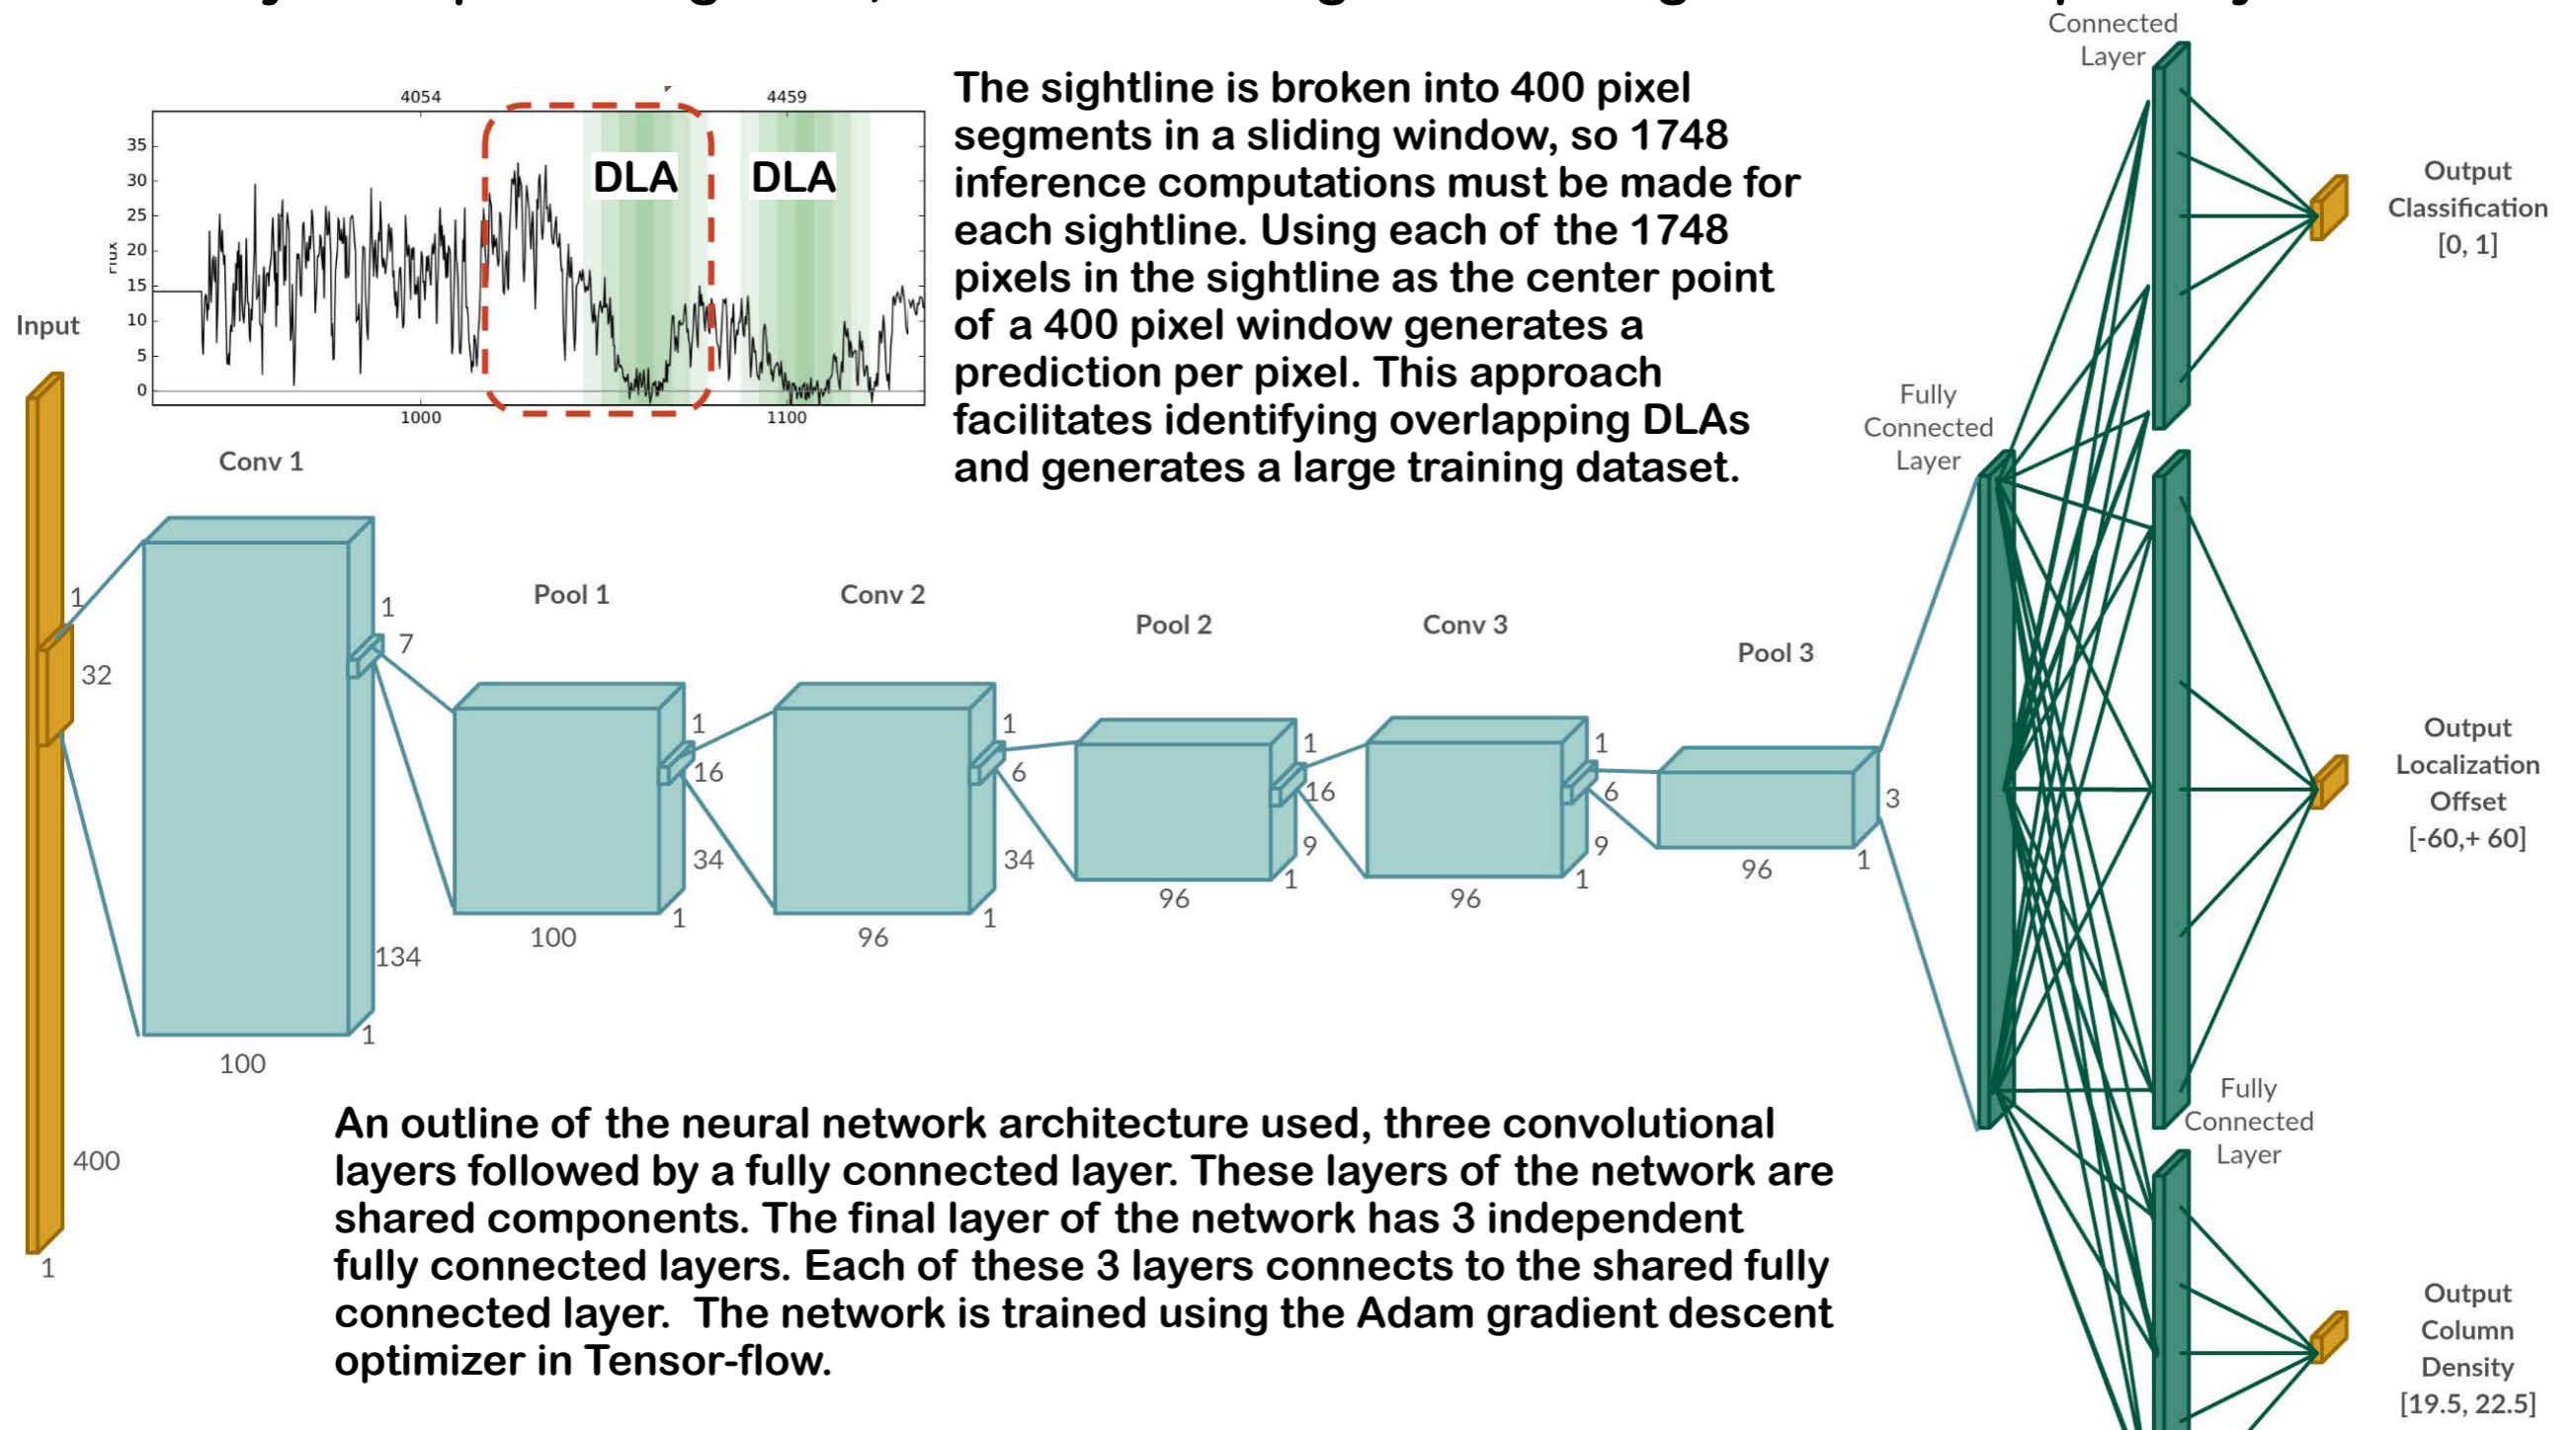 Connected
Layer
4054
4459
35
30
25
20
15
10
5
0
Flux
DLA
DLA
1000
1100
The sightline is broken into 400 pixel
segments in a sliding window, so 1748
inference computations must be made for
each sightline. Using each of the 1748
pixels in the sightline as the center point
of a 400 pixel window generates a
prediction per pixel. This approach
facilitates identifying overlapping DLAs
and generates a large training dataset.
Output
Classification
[0, 1]
Input
1
32
400
1
Conv 1
1
7
134
1
100
Pool 1
1
16
34
1
100
Conv 2
1
6
34
1
96
Pool 2
1
16
9
1
96
Conv 3
1
6
9
1
96
Pool 3
3
1
96
Fully
Connected
Layer
Output
Localization
Offset
[-60,+ 60]
Fully
Connected
Layer
An outline of the neural network architecture used, three convolutional
layers followed by a fully connected layer. These layers of the network are
shared components. The final layer of the network has 3 independent
fully connected layers. Each of these 3 layers connects to the shared fully
connected layer.  The network is trained using the Adam gradient descent
optimizer in Tensor-flow.
Output
Column
Density
[19.5, 22.5]